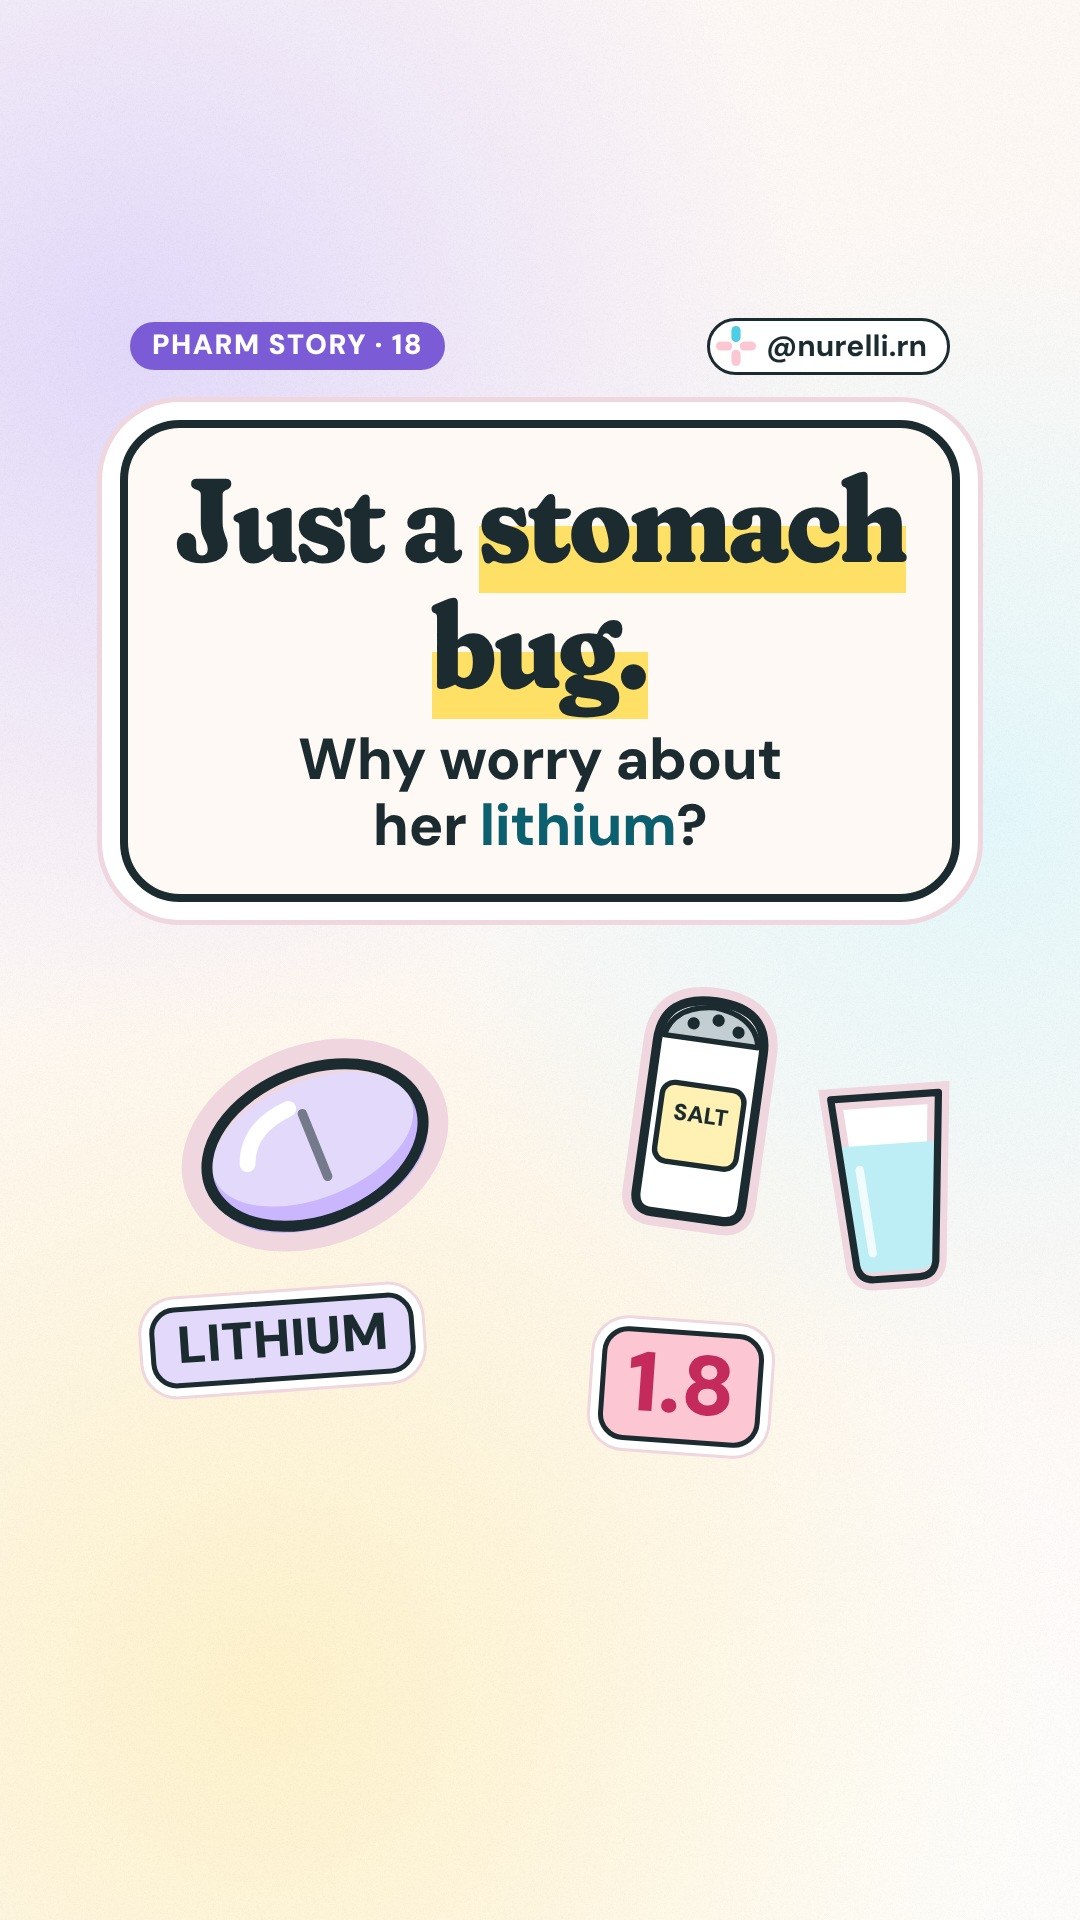 PHARM STORY · 18
@nurelli.rn
Just a stomach
bug.
Why worry about
her lithium?
SALT
LITHIUM
1.8